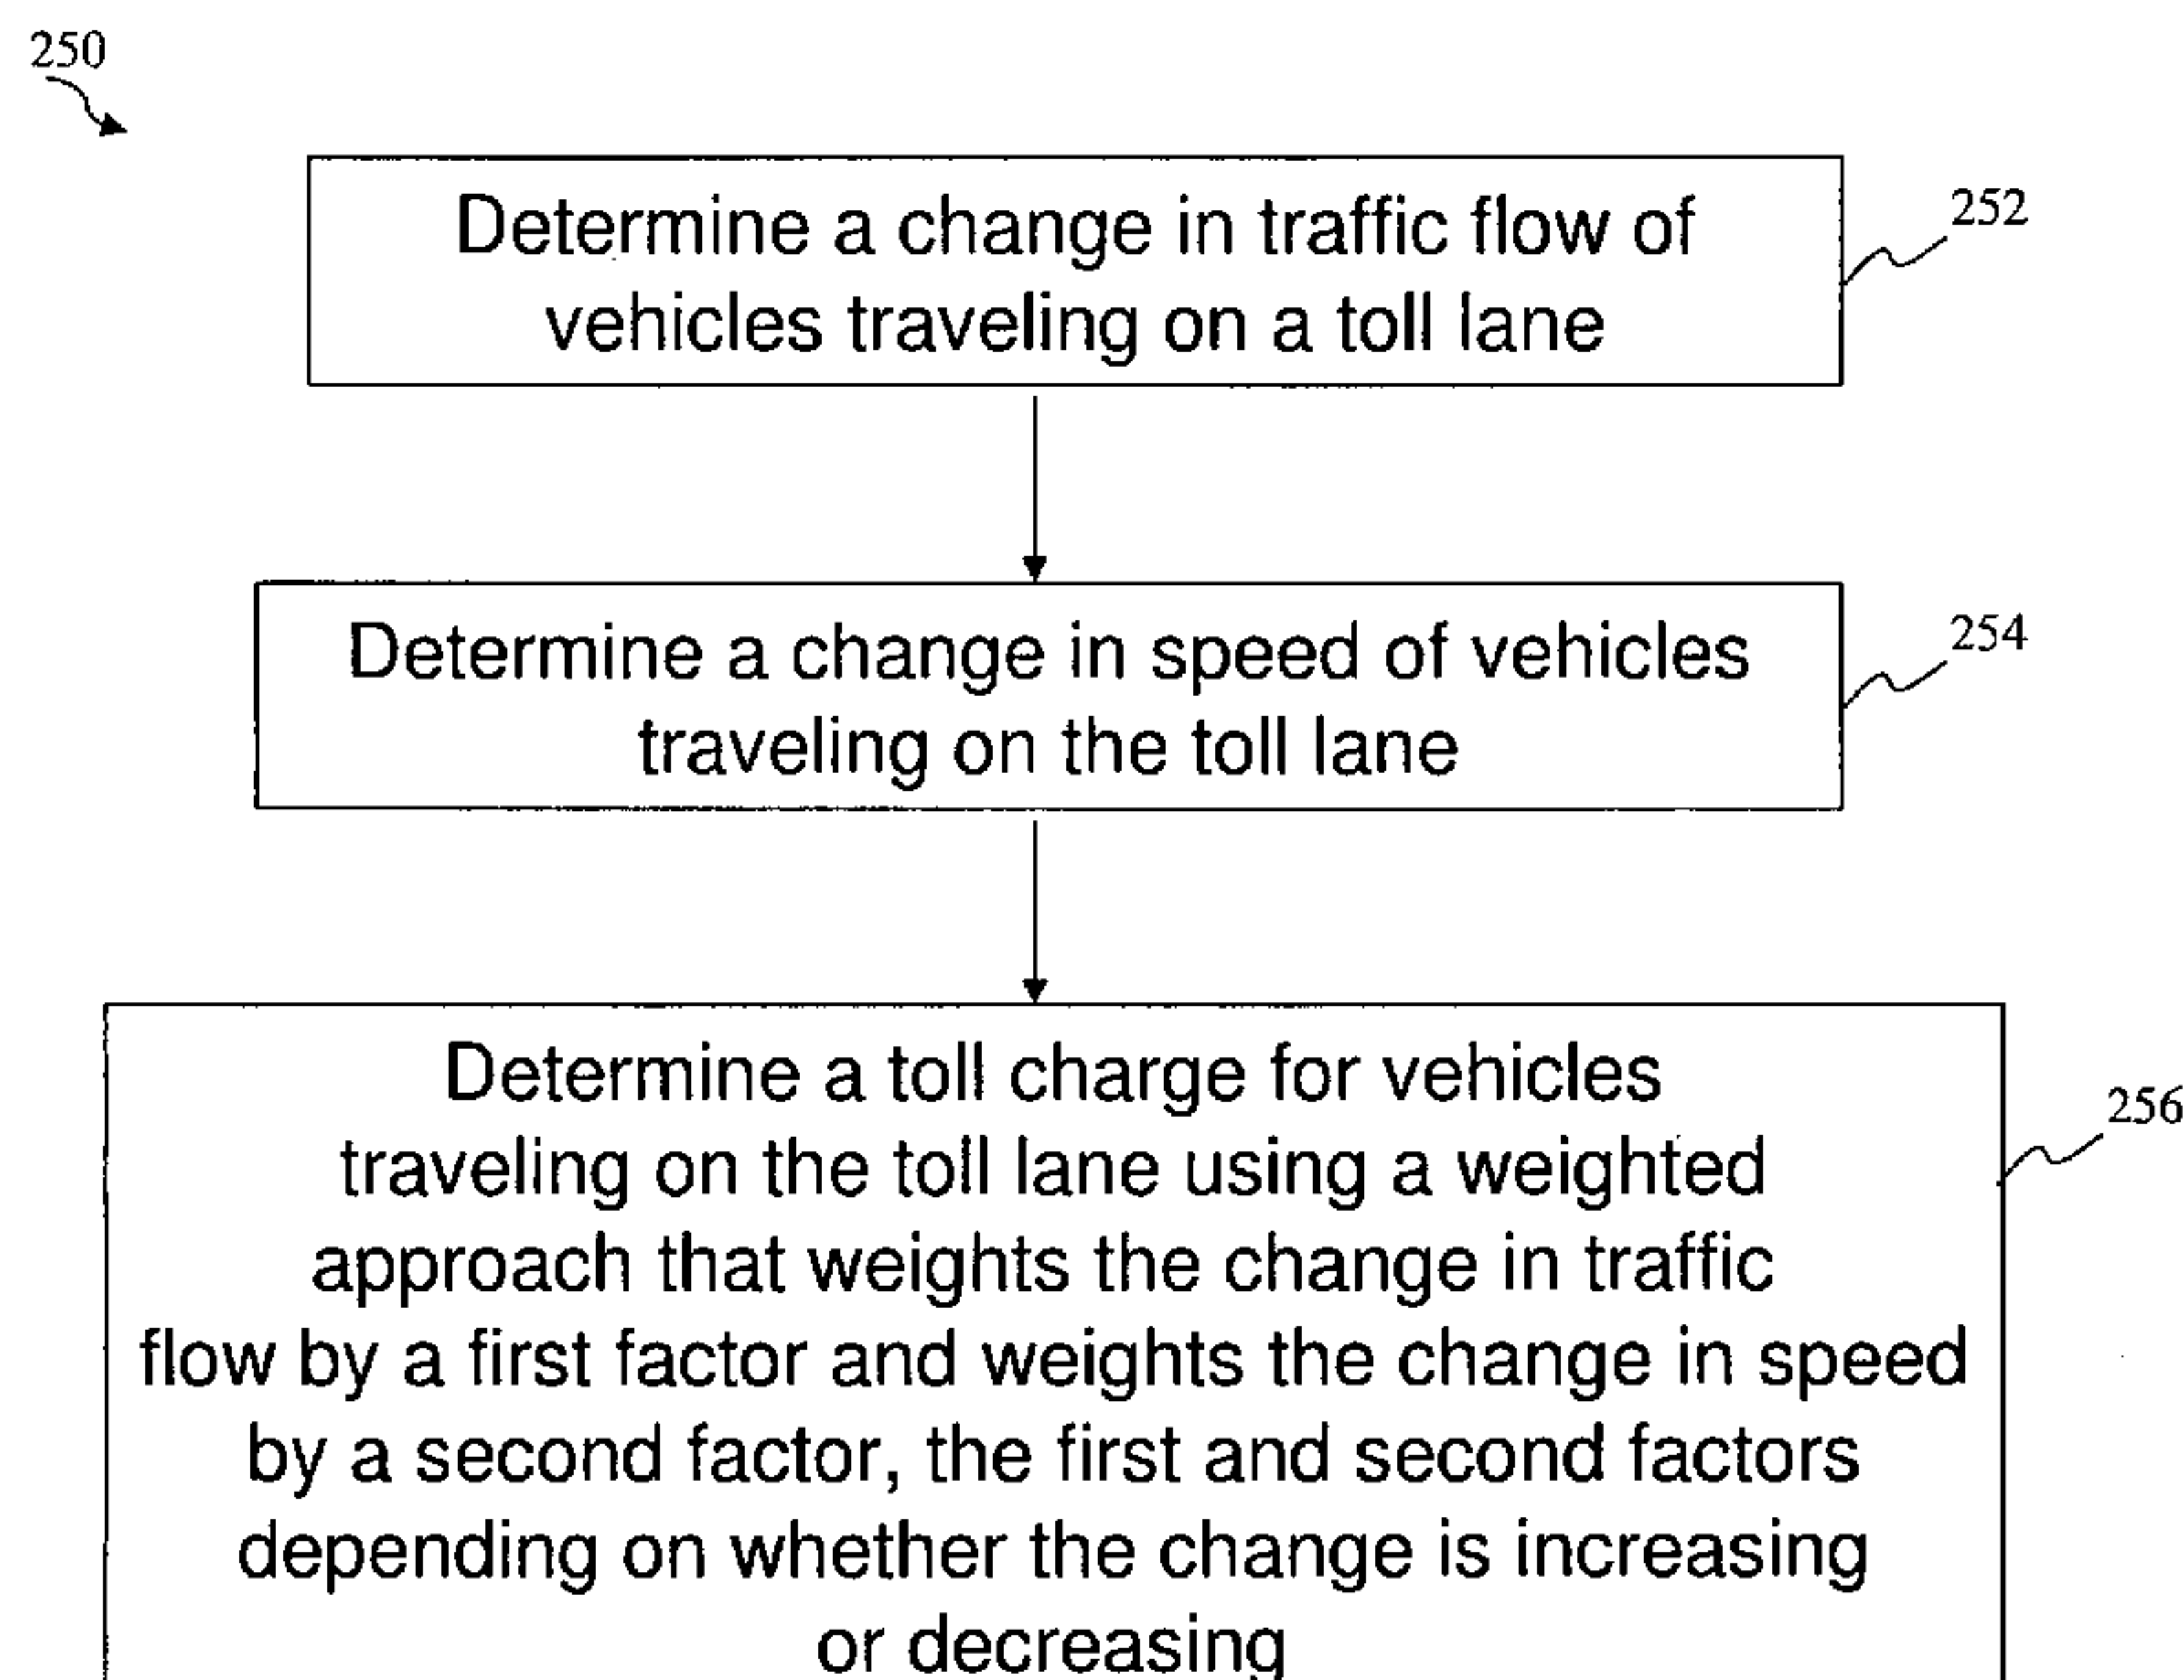 250
Determine a change in traffic flow of
vehicles traveling on a toll lane
252
Determine a change in speed of vehicles
traveling on the toll lane
254
Determine a toll charge for vehicles
traveling on the toll lane using a weighted
approach that weights the change in traffic
flow by a first factor and weights the change in speed
by a second factor, the first and second factors
depending on whether the change is increasing
or decreasing
256